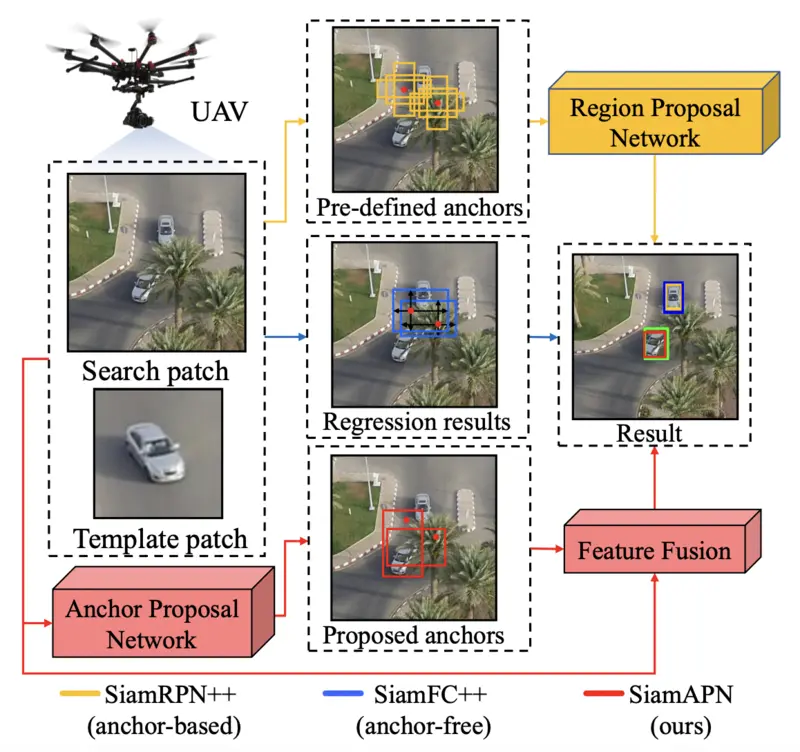 UAV
Search patch
Template patch
Pre-defined anchors
Region Proposal
Network
Regression results
Result
Anchor Proposal
Network
Proposed anchors
Feature Fusion
SiamRPN++
(anchor-based)
SiamFC++
(anchor-free)
SiamAPN
(ours)